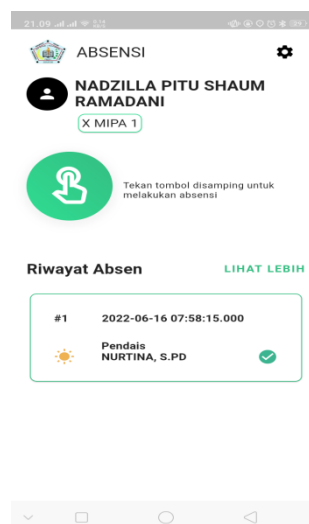 21.09
ABSENSI
NADZILLA PITU SHAUM
RAMADANI
X MIPA 1
Tekan tombol disamping untuk
melakukan absensi
Riwayat Absen
LIHAT LEBIH
#1 2022-06-16 07:58:15.000
Pendais
NURTINA, S.PD